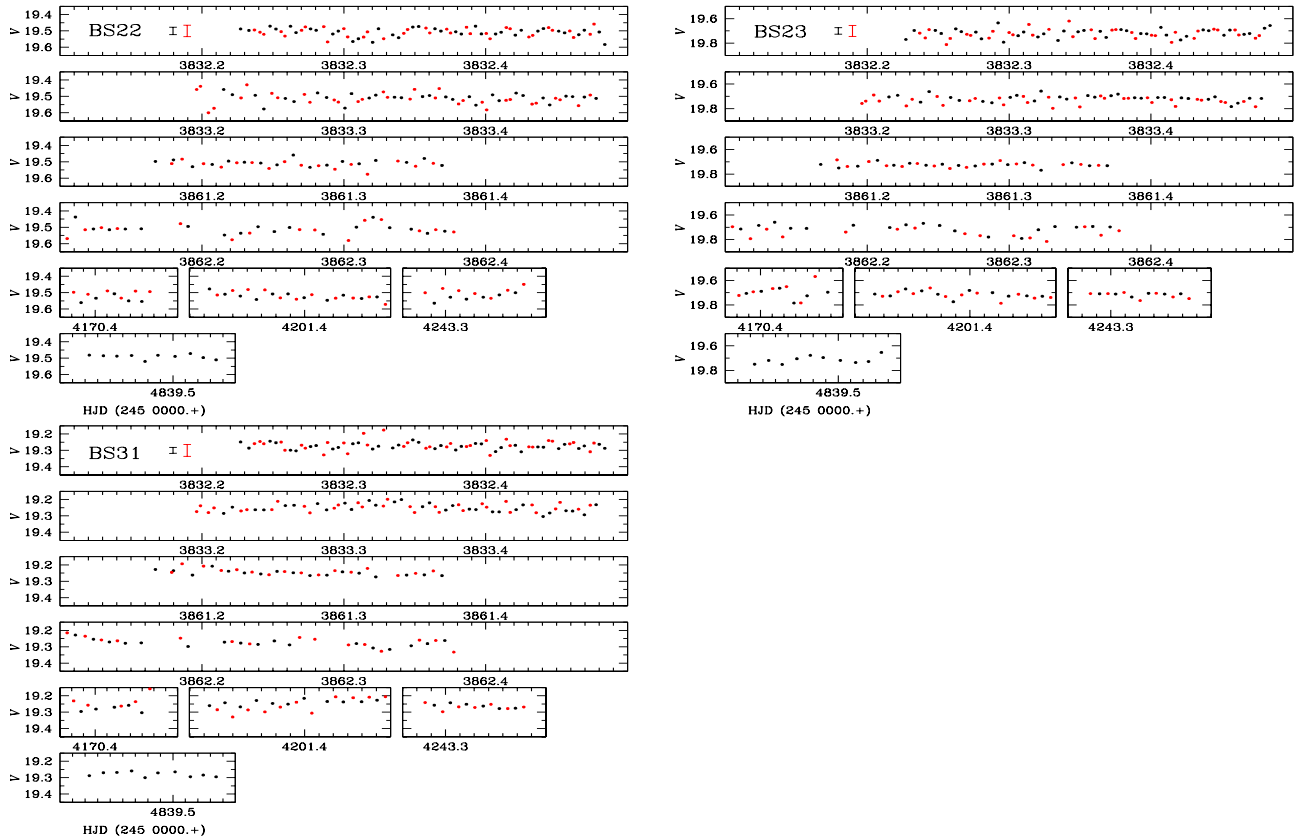 V 19.5 19.6 BS22
3832.2 3832.3 3832.4
V 19.4 19.5 19.6
3833.2 3833.3 3833.4
V 19.4 19.5 19.6
3861.2 3861.3 3861.4
V 19.4 19.5 19.6
3862.2 3862.3 3862.4
V 19.4 19.5 19.6
4170.4 4201.4 4243.3
V 19.4 19.5 19.6
4839.5
HJD (245 0000.+)
V 19.6 19.8 BS23
3832.2 3832.3 3832.4
V 19.6 19.8
3833.2 3833.3 3833.4
V 19.6 19.8
3861.2 3861.3 3861.4
V 19.6 19.8
3862.2 3862.3 3862.4
V 19.6 19.8
4170.4 4201.4 4243.3
V 19.6 19.8
4839.5
HJD (245 0000.+)
V 19.2 19.3 19.4 BS31
3832.2 3832.3 3832.4
V 19.2 19.3 19.4
3833.2 3833.3 3833.4
V 19.2 19.3 19.4
3861.2 3861.3 3861.4
V 19.2 19.3 19.4
3862.2 3862.3 3862.4
V 19.2 19.3 19.4
4170.4 4201.4 4243.3
V 19.2 19.3 19.4
4839.5
HJD (245 0000.+)